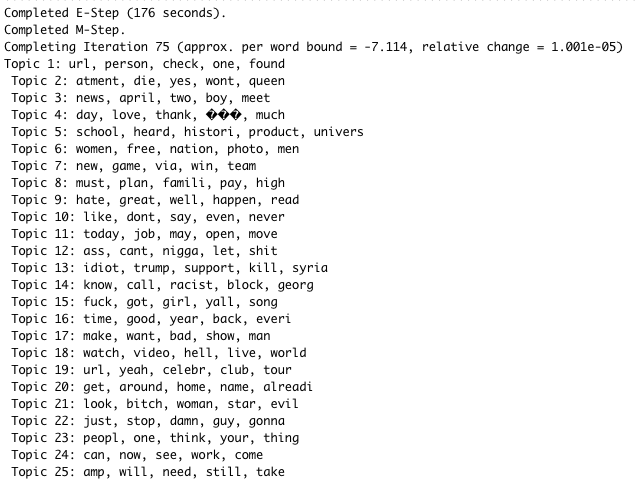 Completed E-Step (176 seconds).
Completed M-Step.
Completing Iteration 75 (approx. per word bound = -7.114, relative change = 1.001e-05)
Topic 1: url, person, check, one, found
Topic 2: atment, die, yes, wont, queen
Topic 3: news, april, two, boy, meet
Topic 4: day, love, thank, ���, much
Topic 5: school, heard, histori, product, univers
Topic 6: women, free, nation, photo, men
Topic 7: new, game, via, win, team
Topic 8: must, plan, famili, pay, high
Topic 9: hate, great, well, happen, read
Topic 10: like, dont, say, even, never
Topic 11: today, job, may, open, move
Topic 12: ass, cant, nigga, let, shit
Topic 13: idiot, trump, support, kill, syria
Topic 14: know, call, racist, block, georg
Topic 15: fuck, got, girl, yall, song
Topic 16: time, good, year, back, everi
Topic 17: make, want, bad, show, man
Topic 18: watch, video, hell, live, world
Topic 19: url, yeah, celebr, club, tour
Topic 20: get, around, home, name, alreadi
Topic 21: look, bitch, woman, star, evil
Topic 22: just, stop, damn, guy, gonna
Topic 23: peopl, one, think, your, thing
Topic 24: can, now, see, work, come
Topic 25: amp, will, need, still, take